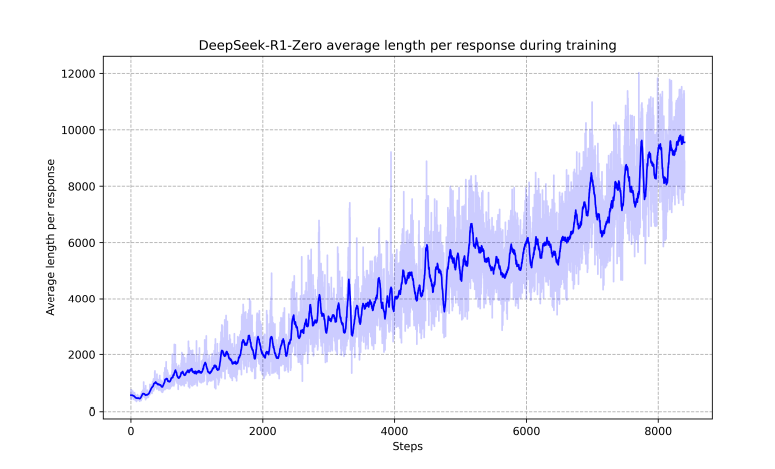 DeepSeek-R1-Zero average length per response during training
Average length per response
12000
10000
8000
6000
4000
2000
0
0 2000 4000 6000 8000
Steps